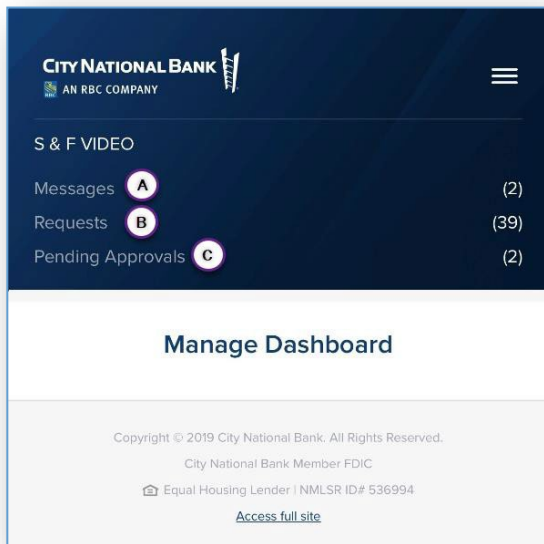 CITY NATIONAL BANK
RBC AN RBC COMPANY
S & F VIDEO
Messages A (2)
Requests B (39)
Pending Approvals C (2)
Manage Dashboard
Copyright © 2019 City National Bank. All Rights Reserved.
City National Bank Member FDIC
Equal Housing Lender | NMLSR ID# 536994
Access full site